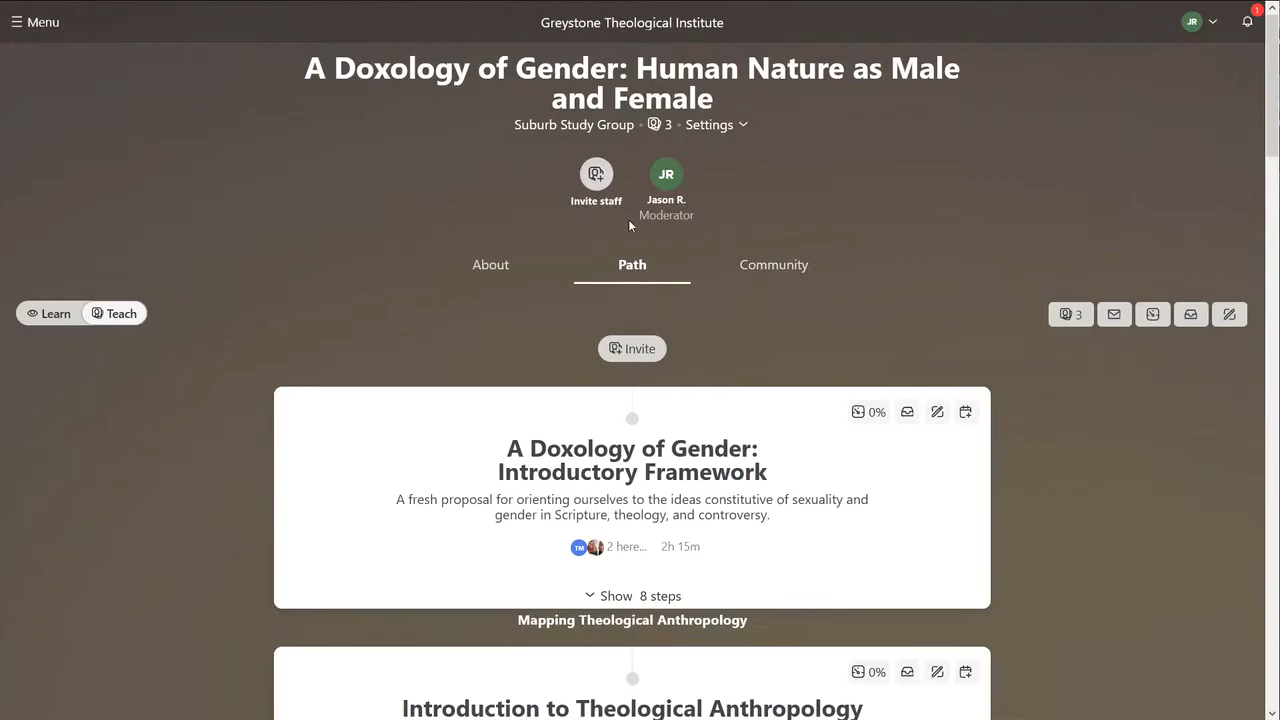 Menu
Greystone Theological Institute
JR
1
A Doxology of Gender: Human Nature as Male
and Female
Suburb Study Group • 3 • Settings
Invite staff
JR
Jason R.
Moderator
About
Path
Community
Learn
Teach
3
Invite
0%
A Doxology of Gender:
Introductory Framework
A fresh proposal for orienting ourselves to the ideas constitutive of sexuality and
gender in Scripture, theology, and controversy.
TM
2 here...
2h 15m
Show 8 steps
Mapping Theological Anthropology
0%
Introduction to Theological Anthropology